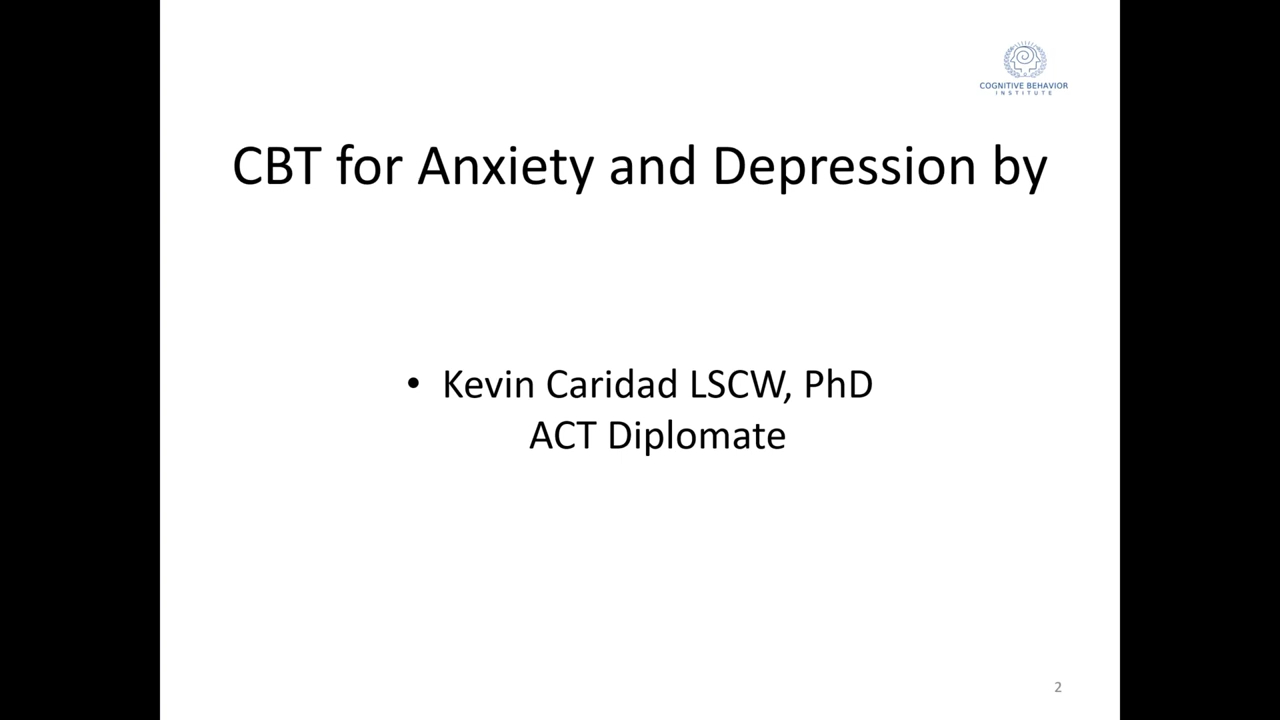 COGNITIVE BEHAVIOR
INSTITUTE
CBT for Anxiety and Depression by
• Kevin Caridad LSCW, PhD
ACT Diplomate
2